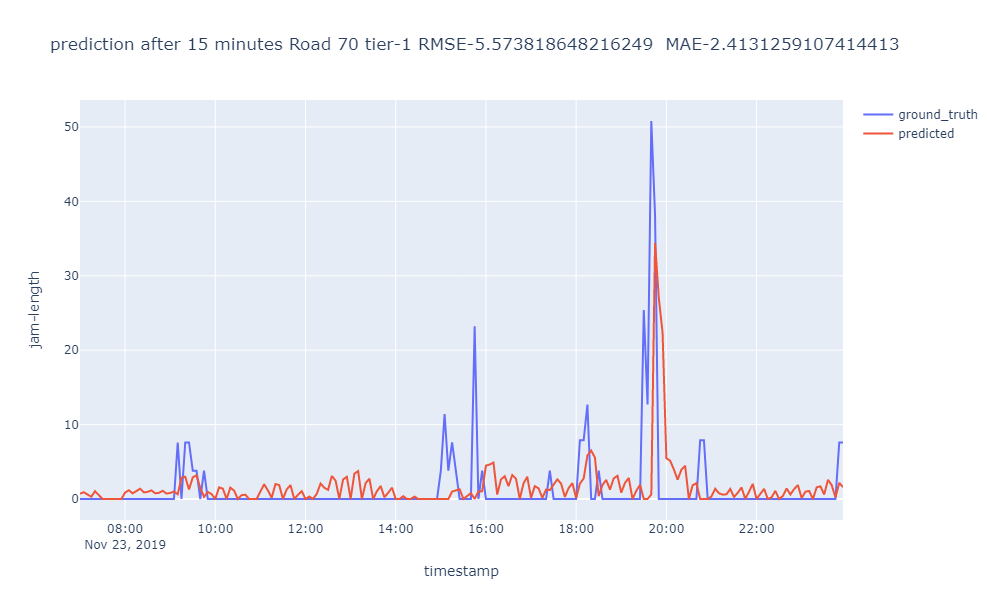 prediction after 15 minutes Road 70 tier-1 RMSE-5.573818648216249  MAE-2.4131259107414413
ground_truth
predicted
50
40
30
20
10
0
jam-length
08:00 10:00 12:00 14:00 16:00 18:00 20:00 22:00
Nov 23, 2019
timestamp